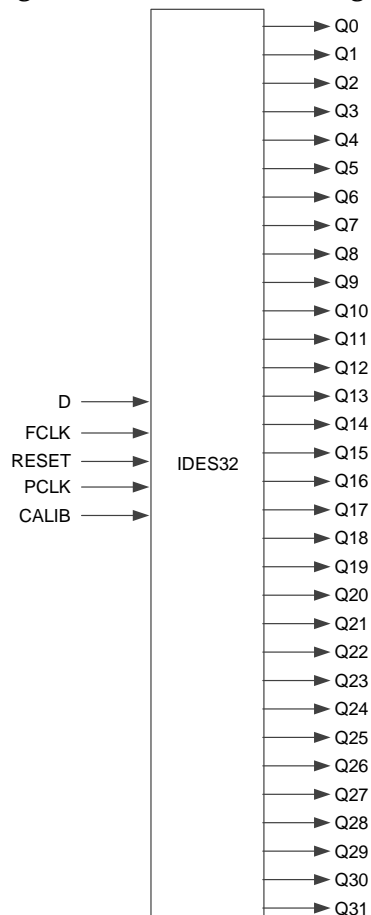 Q0
Q1
Q2
Q3
Q4
Q5
Q6
Q7
Q8
Q9
Q10
Q11
Q12
D
Q13
FCLK
Q14
RESET
IDES32
Q15
PCLK
Q16
CALIB
Q17
Q18
Q19
Q20
Q21
Q22
Q23
Q24
Q25
Q26
Q27
Q28
Q29
Q30
Q31